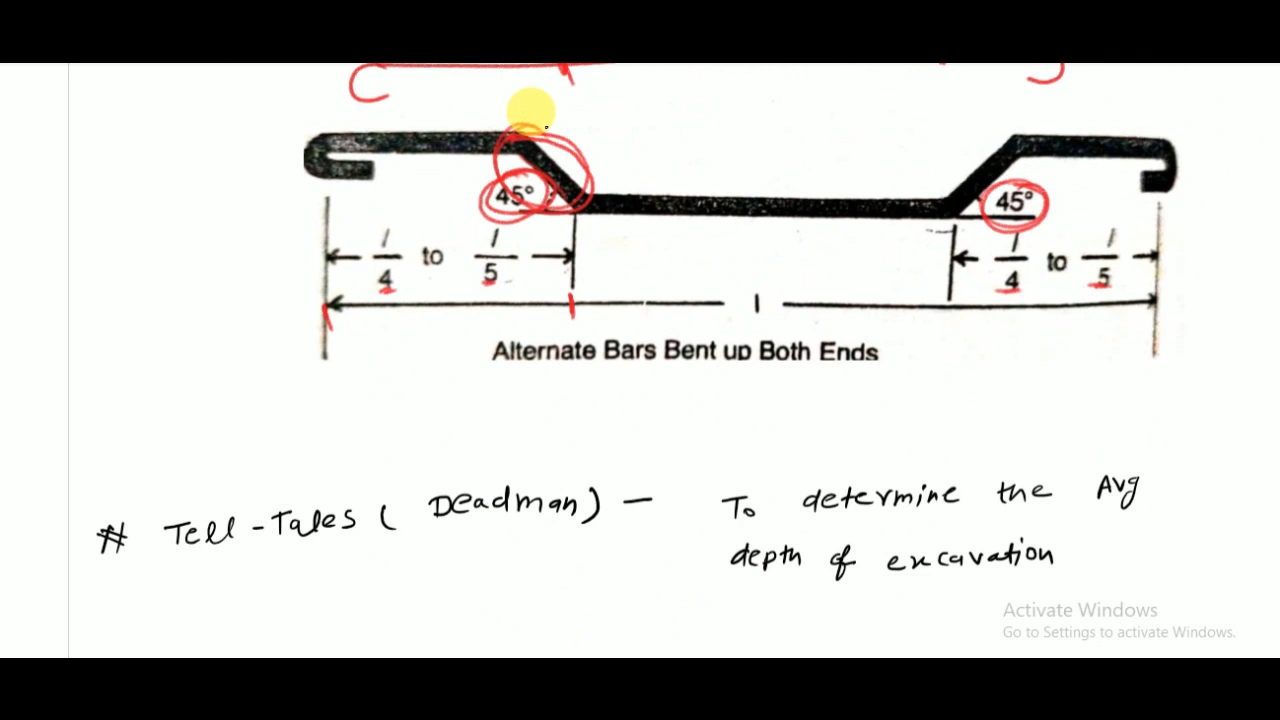 45° 45°
l/4 to l/5 l/4 to l/5
l
Alternate Bars Bent up Both Ends
# Tell-Tales ( Deadman) — To determine the Avg
depth of excavation
Activate Windows
Go to Settings to activate Windows.